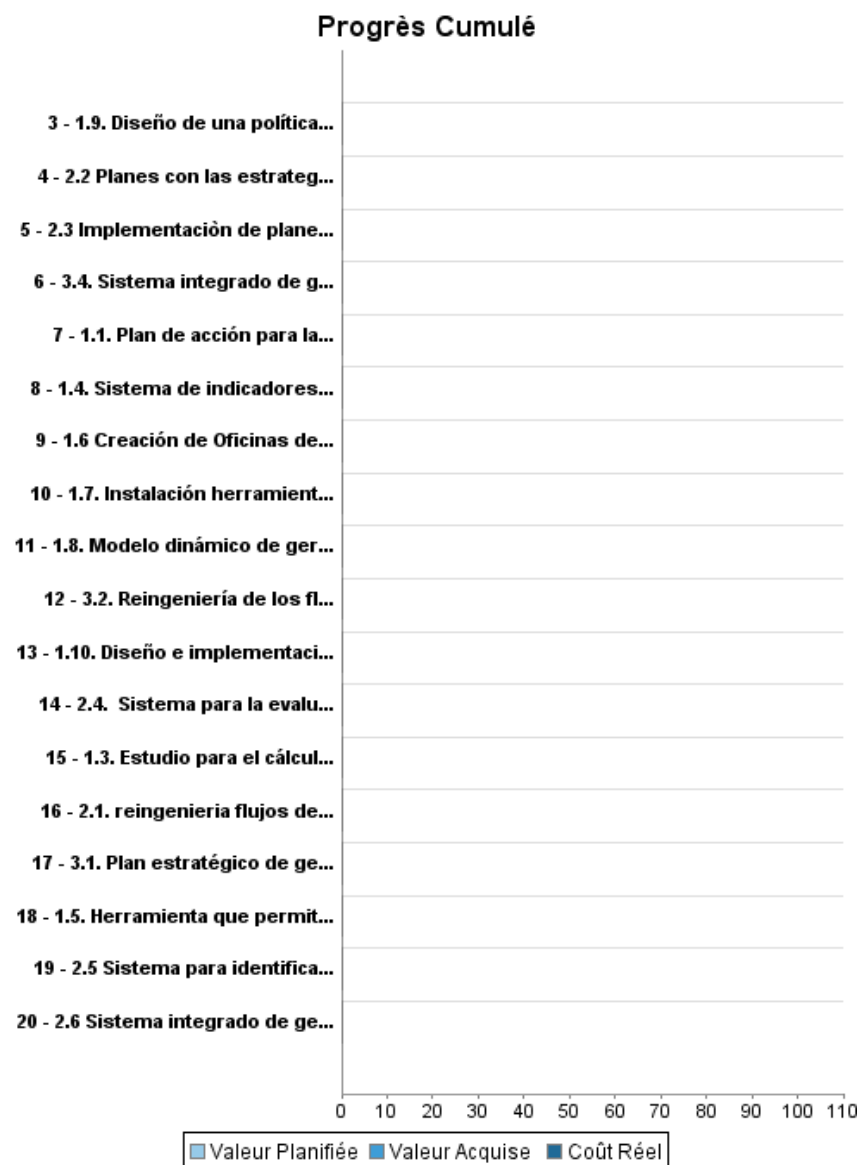 Progrès Cumulé
3 - 1.9. Diseño de una política...
4 - 2.2 Planes con las estrateg...
5 - 2.3 Implementaciòn de plane...
6 - 3.4. Sistema integrado de g...
7 - 1.1. Plan de acción para la...
8 - 1.4. Sistema de indicadores...
9 - 1.6 Creación de Oficinas de...
10 - 1.7. Instalación herramient...
11 - 1.8. Modelo dinámico de ger...
12 - 3.2. Reingeniería de los fl...
13 - 1.10. Diseño e implementaci...
14 - 2.4.  Sistema para la evalu...
15 - 1.3. Estudio para el cálcul...
16 - 2.1. reingenieria flujos de...
17 - 3.1. Plan estratégico de ge...
18 - 1.5. Herramienta que permit...
19 - 2.5 Sistema para identifica...
20 - 2.6 Sistema integrado de ge...
0 10 20 30 40 50 60 70 80 90 100 110
Valeur Planifiée Valeur Acquise Coût Réel